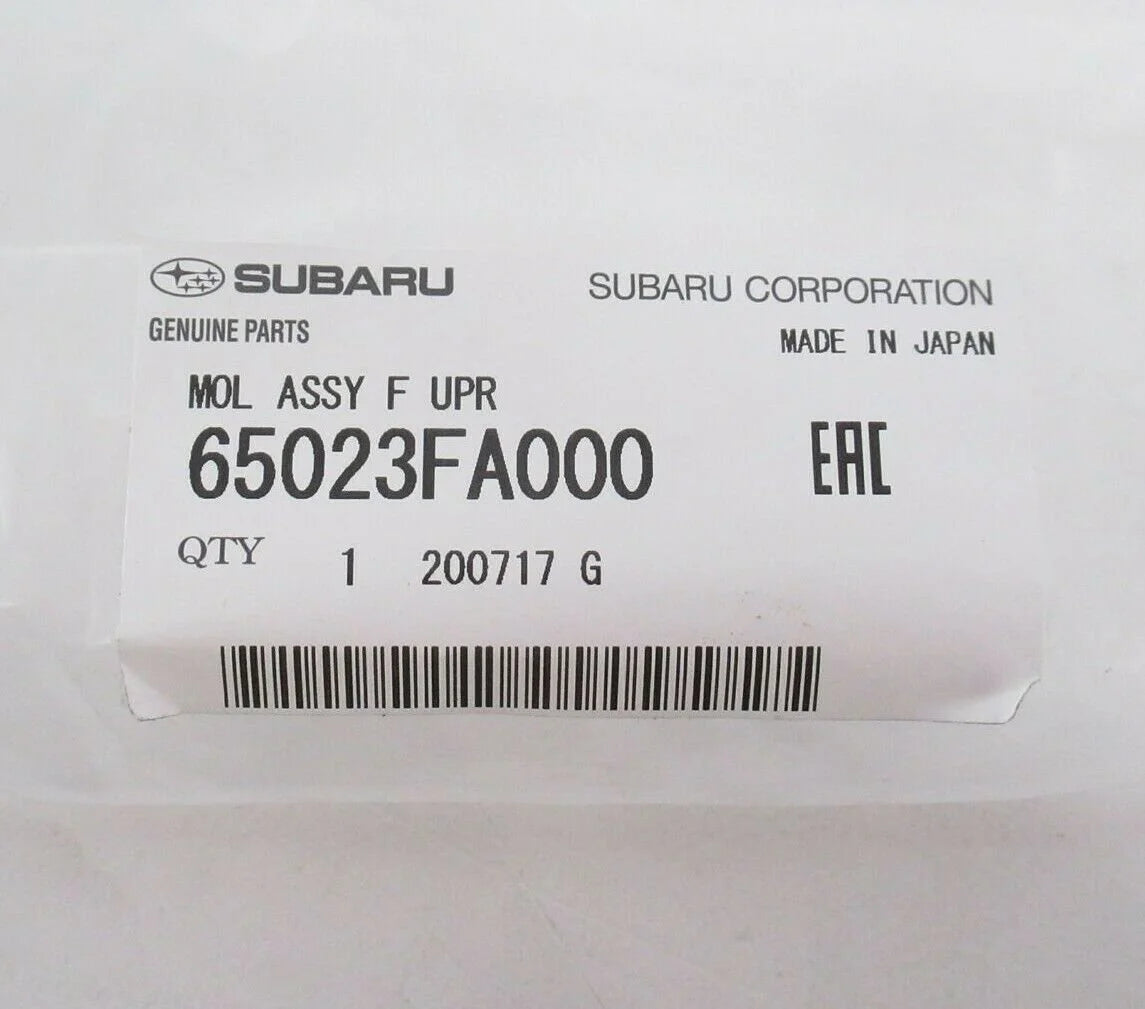 SUBARU
SUBARU CORPORATION
GENUINE PARTS
MADE IN JAPAN
MOL ASSY F UPR
65023FA000
EAC
QTY 1 200717 G